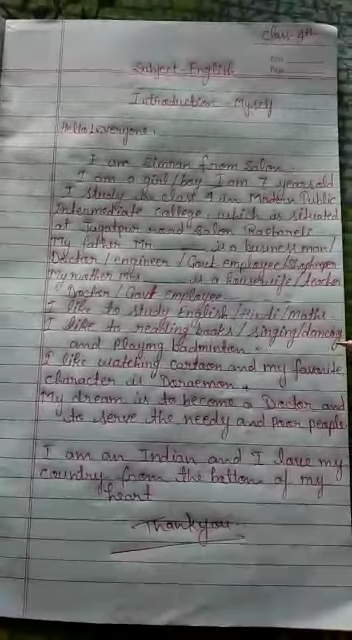 Class-4th
Subject-English
Introduction Myself
Hello Everyone,
I am Simran from Salon
I am a girl/boy I am 7 years old
I study in class 4 in Modern Public
Intermediate college, which is situated
at Jagatpur road Salon Raebareli
My father Mr. ____ is a business man/
Doctor/engineer/Govt employee/
My mother mrs ____ is a housewife/teacher
/Doctor/Govt employee
I like to study English/Hindi/maths
I like to reading books/singing/dancing
and playing badminton.
I like watching cartoon and my favorite
character is Doraemon.
My dream is to become a Doctor and
to serve the needy and poor people.
I am an Indian and I love my
country from the bottom of my
heart
Thankyou